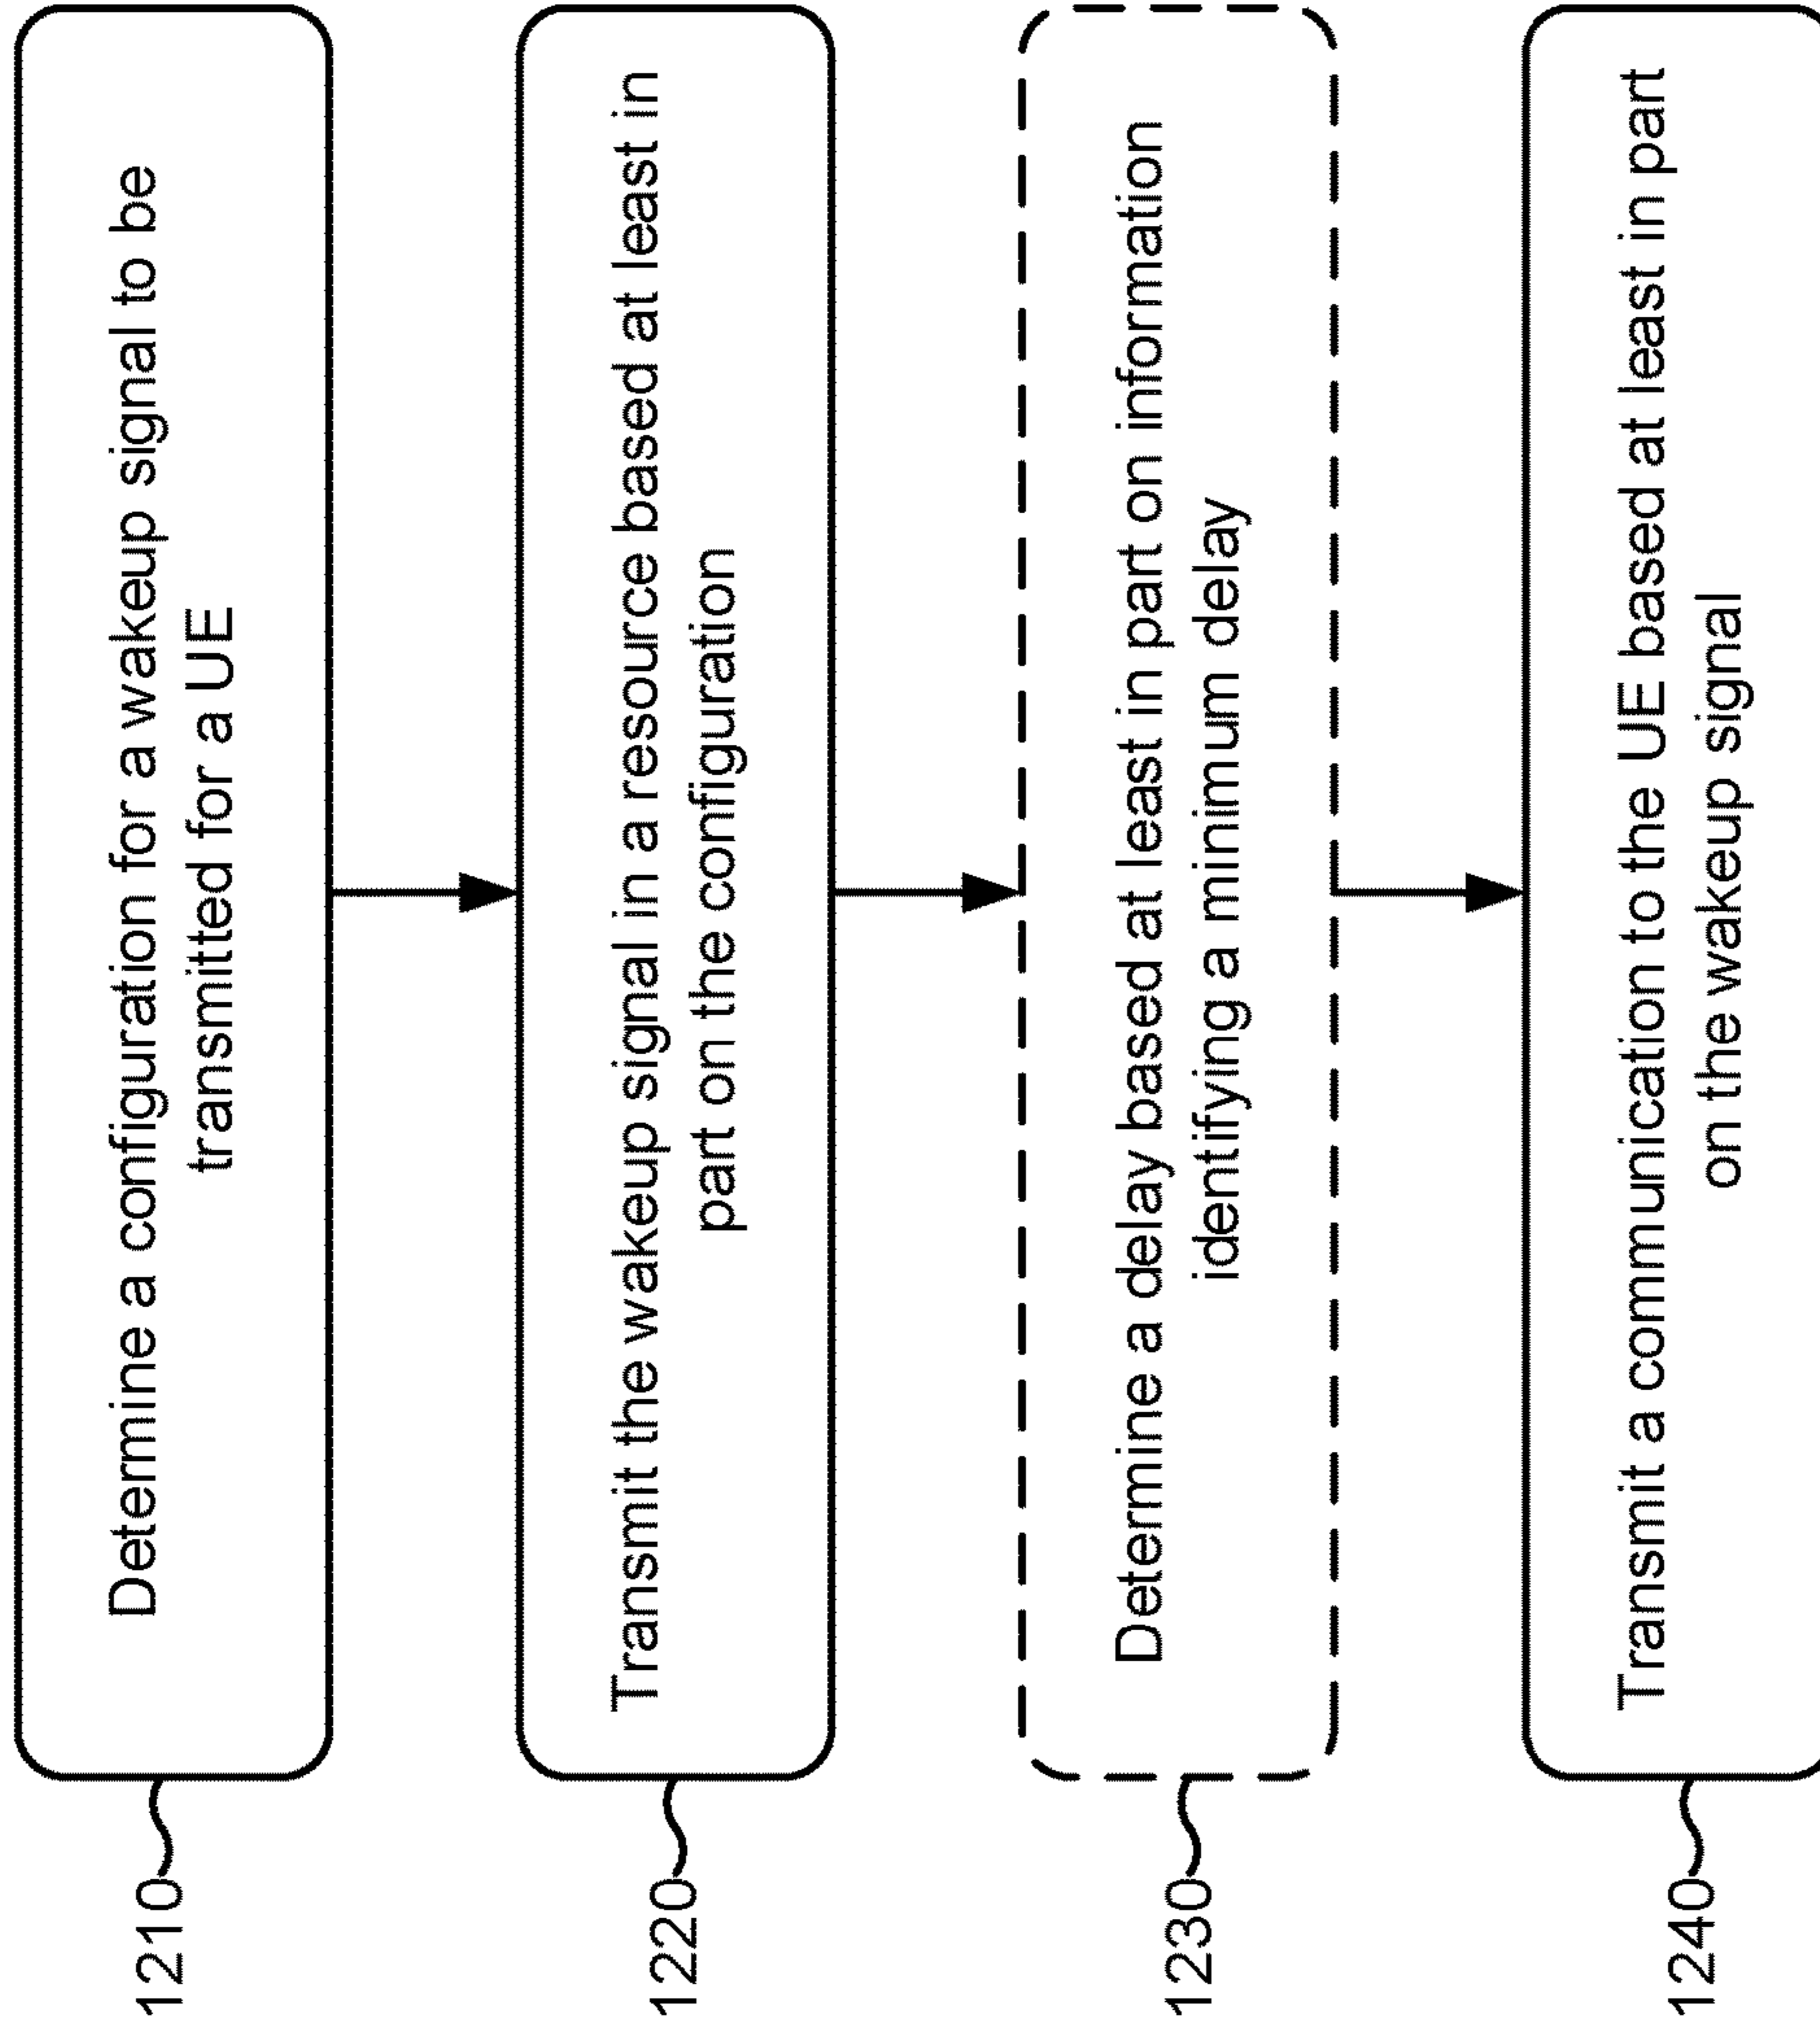 1210
Determine a configuration for a wakeup signal to be
transmitted for a UE
1220
Transmit the wakeup signal in a resource based at least in
part on the configuration
1230
Determine a delay based at least in part on information
identifying a minimum delay
1240
Transmit a communication to the UE based at least in part
on the wakeup signal